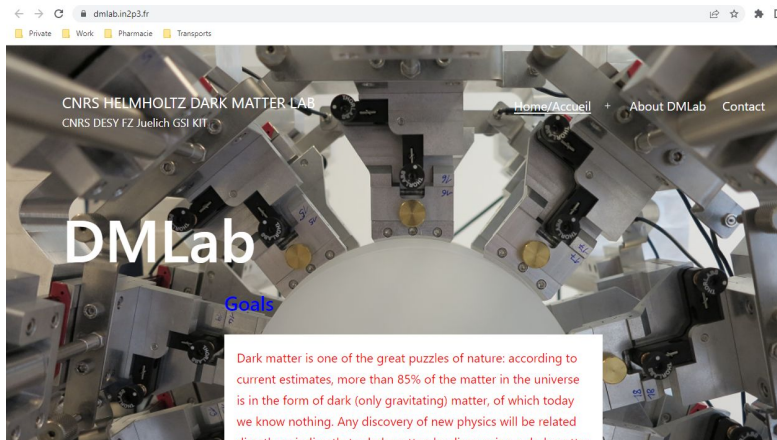 dmlab.in2p3.fr
Private Work Pharmacie Transports
CNRS HELMHOLTZ DARK MATTER LAB
CNRS DESY FZ Juelich GSI KIT
Home/Accueil + About DMLab Contact
DMLab
Goals
Dark matter is one of the great puzzles of nature: according to
current estimates, more than 85% of the matter in the universe
is in the form of dark (only gravitating) matter, of which today
we know nothing. Any discovery of new physics will be related